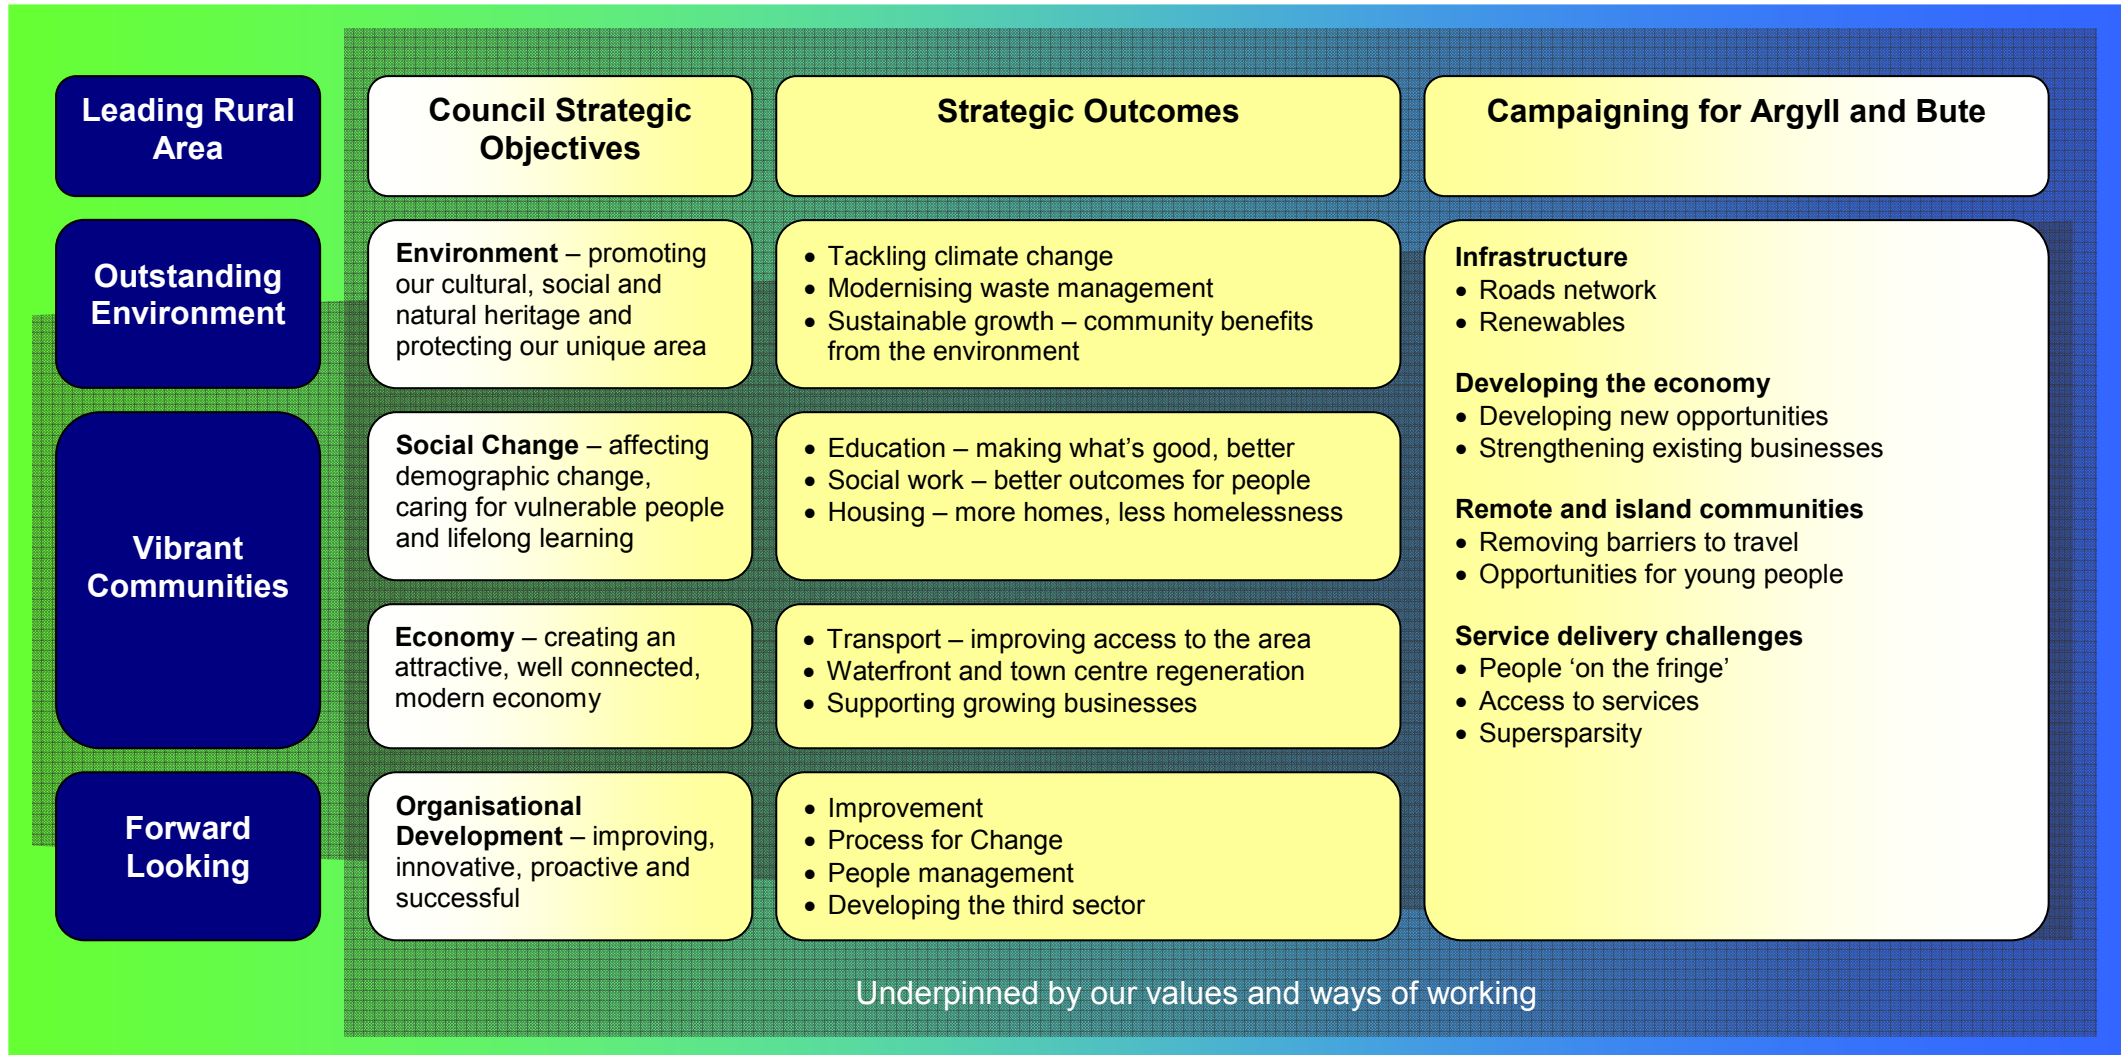 Leading Rural
Area
Council Strategic
Objectives
Strategic Outcomes
Campaigning for Argyll and Bute
Outstanding
Environment
Environment – promoting
our cultural, social and
natural heritage and
protecting our unique area
• Tackling climate change
• Modernising waste management
• Sustainable growth – community benefits
from the environment
Vibrant
Communities
Social Change – affecting
demographic change,
caring for vulnerable people
and lifelong learning
• Education – making what’s good, better
• Social work – better outcomes for people
• Housing – more homes, less homelessness
Economy – creating an
attractive, well connected,
modern economy
• Transport – improving access to the area
• Waterfront and town centre regeneration
• Supporting growing businesses
Forward
Looking
Organisational
Development – improving,
innovative, proactive and
successful
• Improvement
• Process for Change
• People management
• Developing the third sector
Infrastructure
• Roads network
• Renewables
Developing the economy
• Developing new opportunities
• Strengthening existing businesses
Remote and island communities
• Removing barriers to travel
• Opportunities for young people
Service delivery challenges
• People ‘on the fringe’
• Access to services
• Supersparsity
Underpinned by our values and ways of working